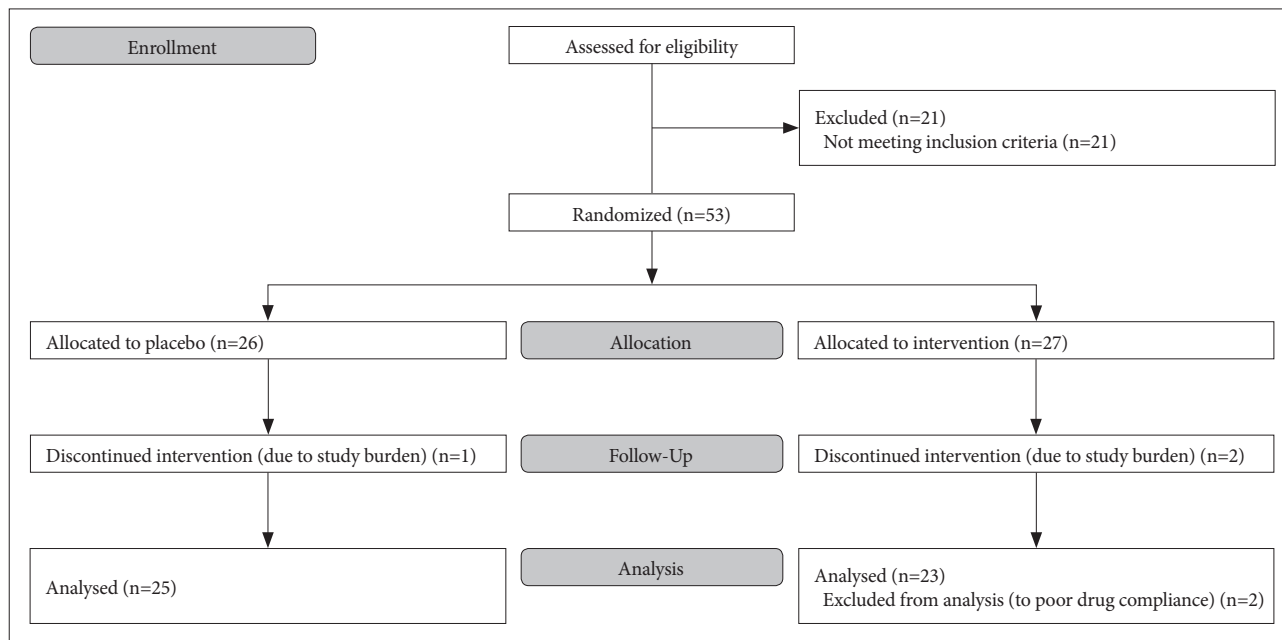 Enrollment
Assessed for eligibility
Excluded (n=21)
Not meeting inclusion criteria (n=21)
Randomized (n=53)
Allocated to placebo (n=26)
Allocation
Allocated to intervention (n=27)
Discontinued intervention (due to study burden) (n=1)
Follow-Up
Discontinued intervention (due to study burden) (n=2)
Analysed (n=25)
Analysis
Analysed (n=23)
Excluded from analysis (to poor drug compliance) (n=2)